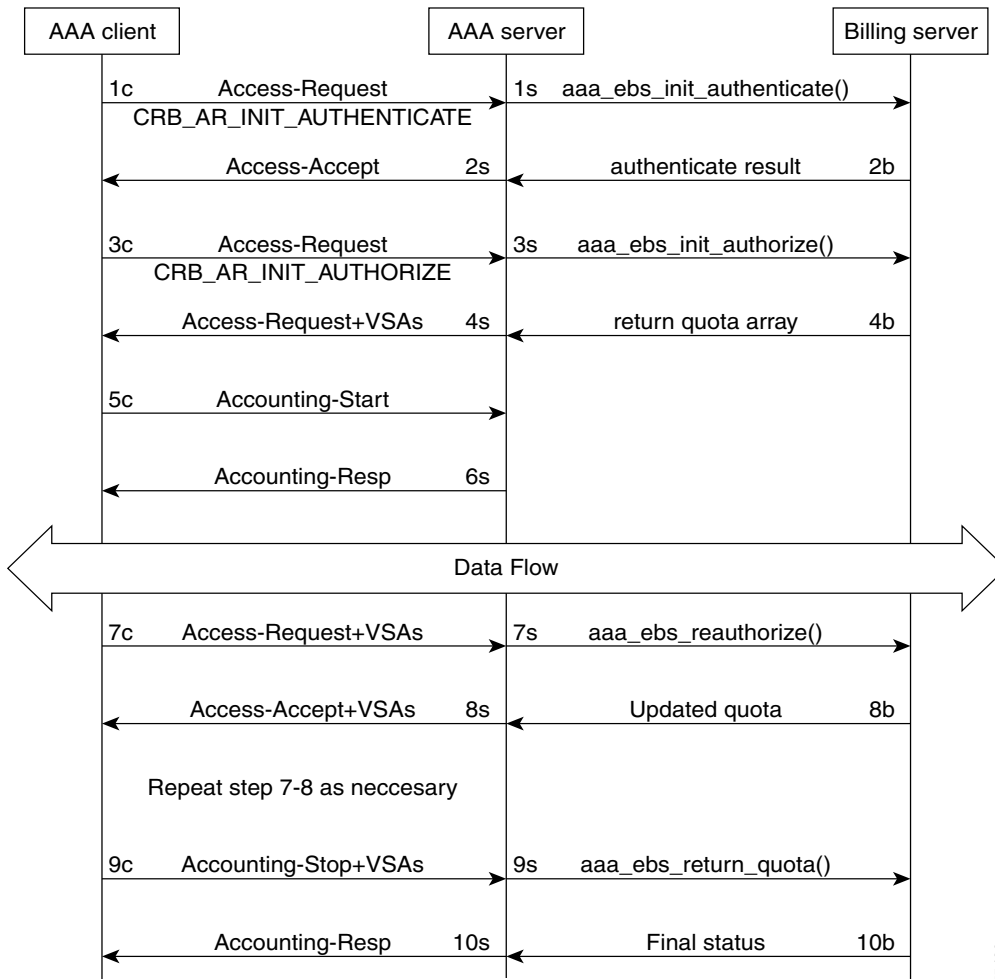 AAA client
AAA server
Billing server
1c Access-Request
CRB_AR_INIT_AUTHENTICATE
1s aaa_ebs_init_authenticate()
Access-Accept 2s
authenticate result 2b
3c Access-Request
CRB_AR_INIT_AUTHORIZE
3s aaa_ebs_init_authorize()
Access-Request+VSAs 4s
return quota array 4b
5c Accounting-Start
Accounting-Resp 6s
Data Flow
7c Access-Request+VSAs
7s aaa_ebs_reauthorize()
Access-Accept+VSAs 8s
Updated quota 8b
Repeat step 7-8 as neccesary
9c Accounting-Stop+VSAs
9s aaa_ebs_return_quota()
Accounting-Resp 10s
Final status 10b